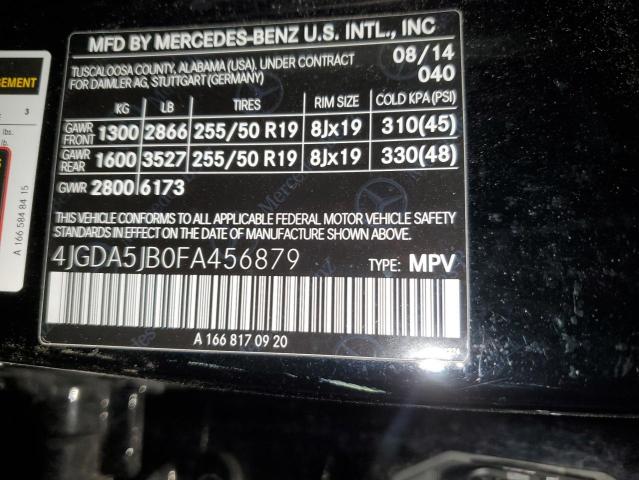 MFD BY MERCEDES-BENZ U.S. INTL., INC
TUSCALOOSA COUNTY, ALABAMA (USA). UNDER CONTRACT
FOR DAIMLER AG, STUTTGART (GERMANY)
08/14
040
KG LB TIRES RIM SIZE COLD KPA(PSI)
GAWR FRONT 1300 2866 255/50 R19 8Jx19 310(45)
GAWR REAR 1600 3527 255/50 R19 8Jx19 330(48)
GVWR 2800 6173
THIS VEHICLE CONFORMS TO ALL APPLICABLE FEDERAL MOTOR VEHICLE SAFETY
STANDARDS IN EFFECT ON THE DATE OF MANUFACTURE SHOWN ABOVE.
4JGDA5JB0FA456879 TYPE: MPV
A 166 817 09 20
3
lbs.
A 166 584 84 15